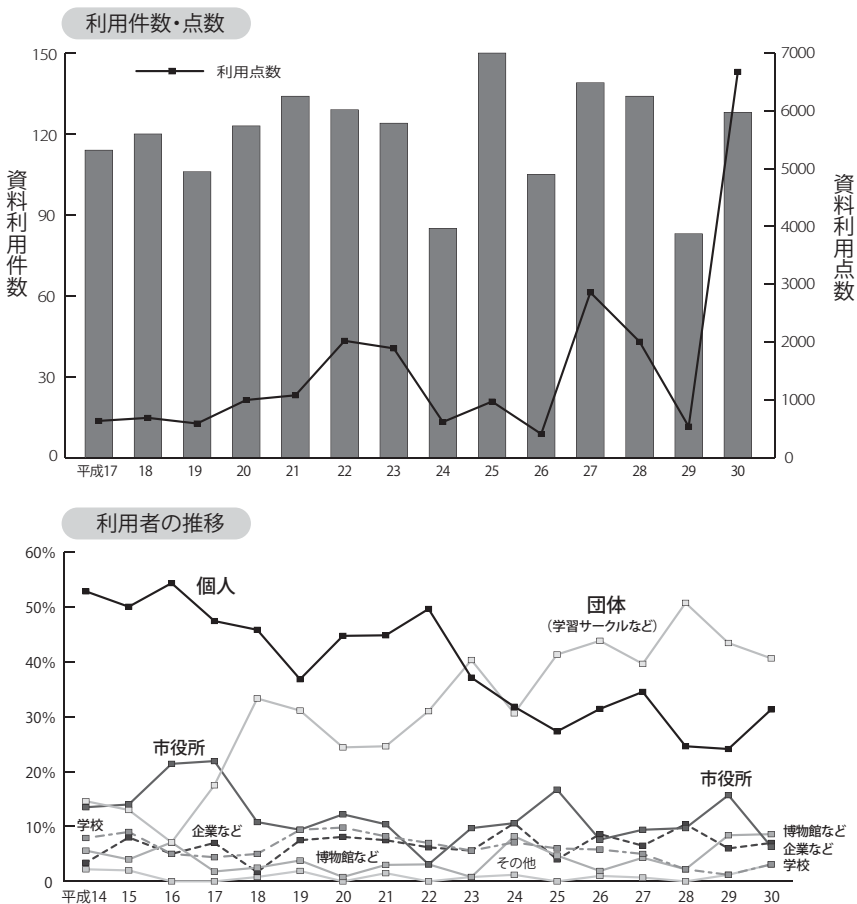 利用件数・点数
150
120
90
60
30
0
資料利用件数
利用点数
7000
6000
5000
4000
3000
2000
1000
0
資料利用点数
平成17 18 19 20 21 22 23 24 25 26 27 28 29 30
利用者の推移
60%
50%
40%
30%
20%
10%
0
個人
団体
(学習サークルなど)
市役所
市役所
学校
企業など
博物館など
その他
博物館など
企業など
学校
平成14 15 16 17 18 19 20 21 22 23 24 25 26 27 28 29 30